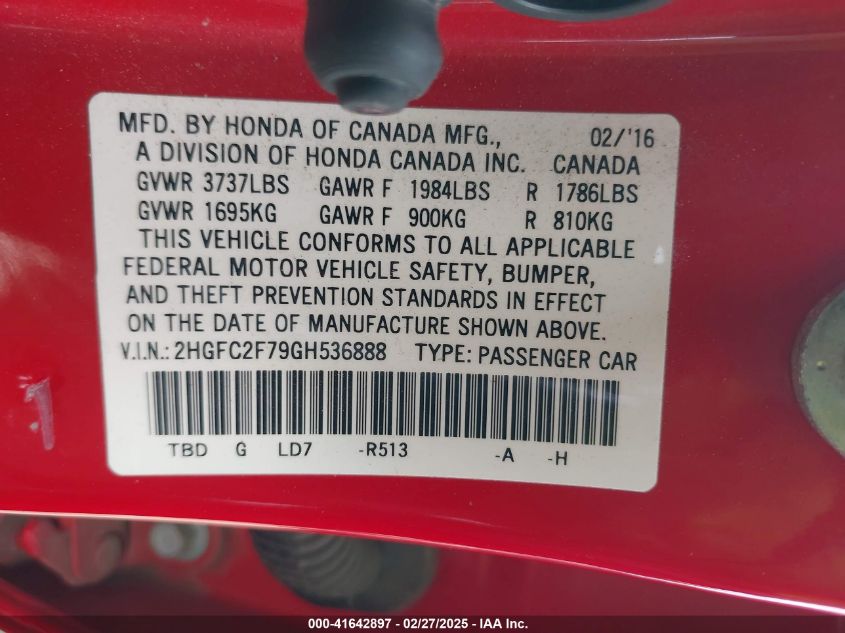 MFD. BY HONDA OF CANADA MFG., 02/'16
A DIVISION OF HONDA CANADA INC. CANADA
GVWR 3737LBS GAWR F 1984LBS R 1786LBS
GVWR 1695KG GAWR F 900KG R 810KG
THIS VEHICLE CONFORMS TO ALL APPLICABLE
FEDERAL MOTOR VEHICLE SAFETY, BUMPER,
AND THEFT PREVENTION STANDARDS IN EFFECT
ON THE DATE OF MANUFACTURE SHOWN ABOVE.
V.I.N.: 2HGFC2F79GH536888 TYPE: PASSENGER CAR
TBD G LD7 -R513 -A -H
000-41642897 / 02/27/2025 - IAA Inc.